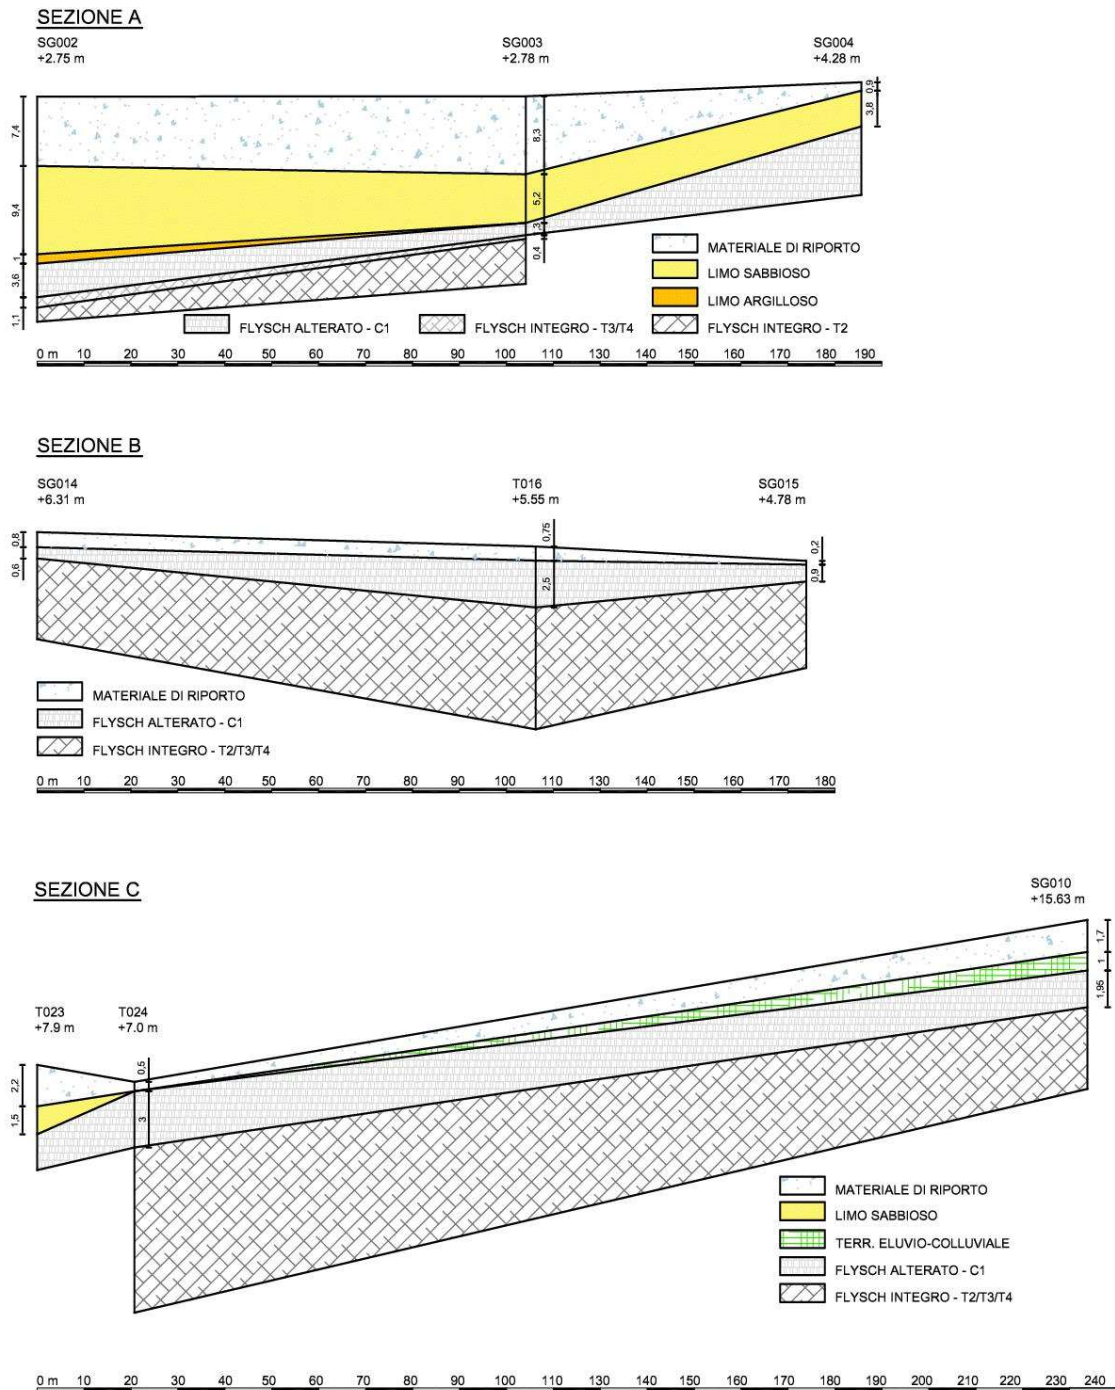 SEZIONE A
SG002
+2.75 m
SG003
+2.78 m
SG004
+4.28 m
7,4
9,4
1
3,6
1,1
8,3
5,2
1,3
0,4
0,9
3,8
MATERIALE DI RIPORTO
LIMO SABBIOSO
LIMO ARGILLOSO
FLYSCH ALTERATO - C1
FLYSCH INTEGRO - T3/T4
FLYSCH INTEGRO - T2
0 m 10 20 30 40 50 60 70 80 90 100 110 120 130 140 150 160 170 180 190
SEZIONE B
SG014
+6.31 m
T016
+5.55 m
SG015
+4.78 m
0,8
0,6
0,75
2,5
0,2
0,9
MATERIALE DI RIPORTO
FLYSCH ALTERATO - C1
FLYSCH INTEGRO - T2/T3/T4
0 m 10 20 30 40 50 60 70 80 90 100 110 120 130 140 150 160 170 180
SEZIONE C
SG010
+15.63 m
T023
+7.9 m
T024
+7.0 m
2,2
1,5
0,5
3
1,7
1
1,95
MATERIALE DI RIPORTO
LIMO SABBIOSO
TERR. ELUVIO-COLLUVIALE
FLYSCH ALTERATO - C1
FLYSCH INTEGRO - T2/T3/T4
0 m 10 20 30 40 50 60 70 80 90 100 110 120 130 140 150 160 170 180 190 200 210 220 230 240